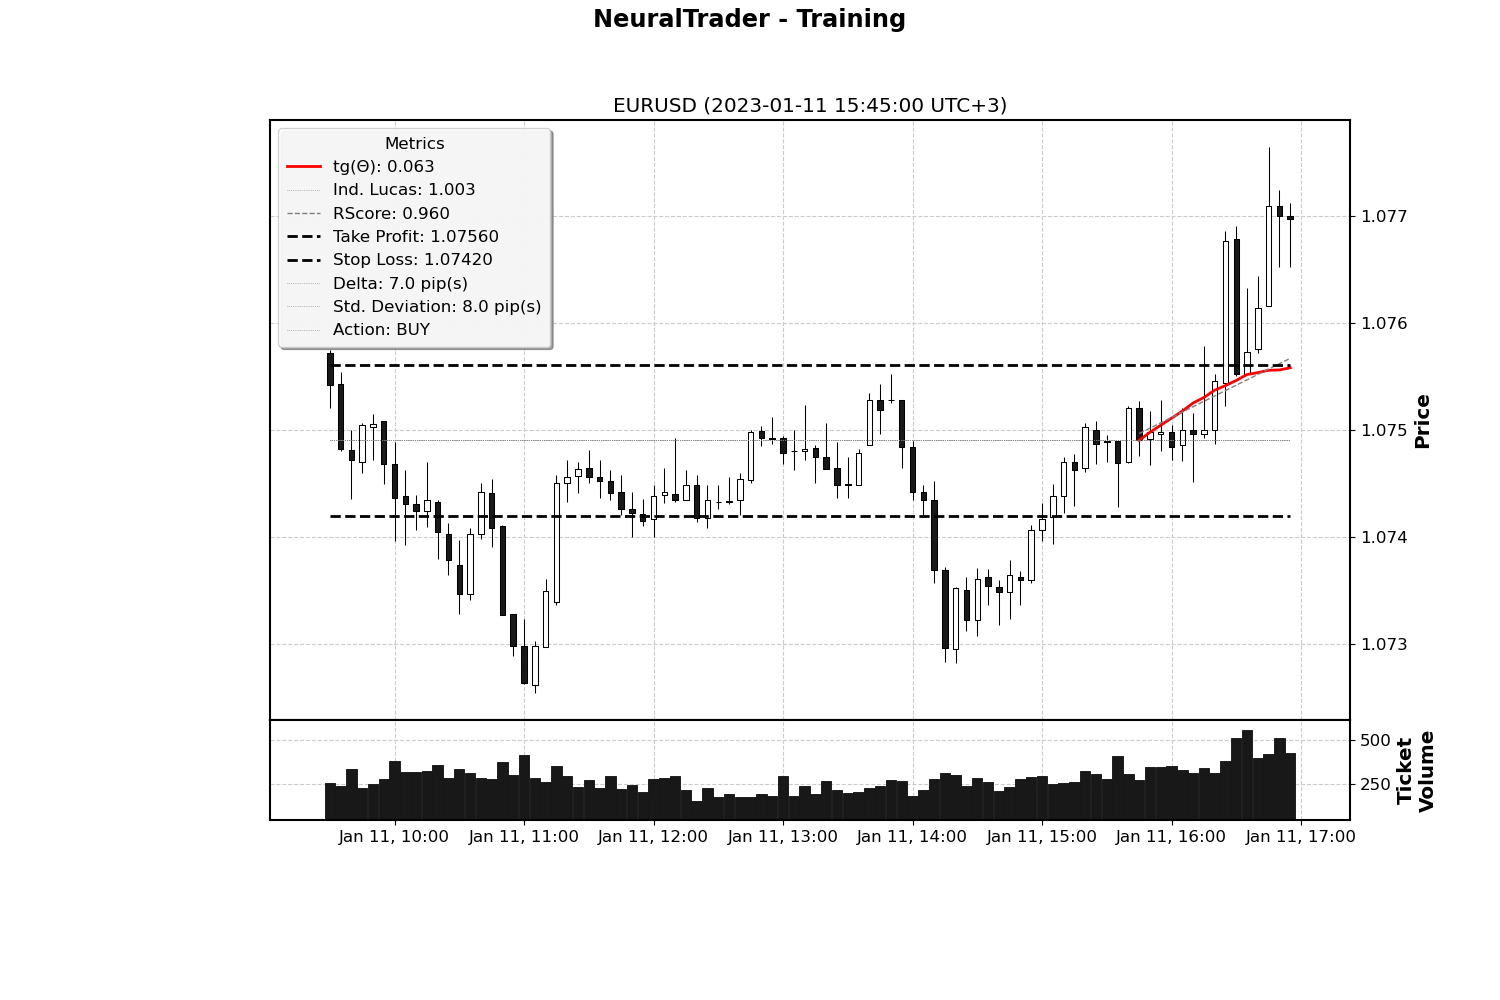 NeuralTrader - Training
EURUSD (2023-01-11 15:45:00 UTC+3)
Metrics
tg(Θ): 0.063
Ind. Lucas: 1.003
RScore: 0.960
Take Profit: 1.07560
Stop Loss: 1.07420
Delta: 7.0 pip(s)
Std. Deviation: 8.0 pip(s)
Action: BUY
1.077
1.076
1.075
1.074
1.073
Price
500
250
Ticket
Volume
Jan 11, 10:00
Jan 11, 11:00
Jan 11, 12:00
Jan 11, 13:00
Jan 11, 14:00
Jan 11, 15:00
Jan 11, 16:00
Jan 11, 17:00